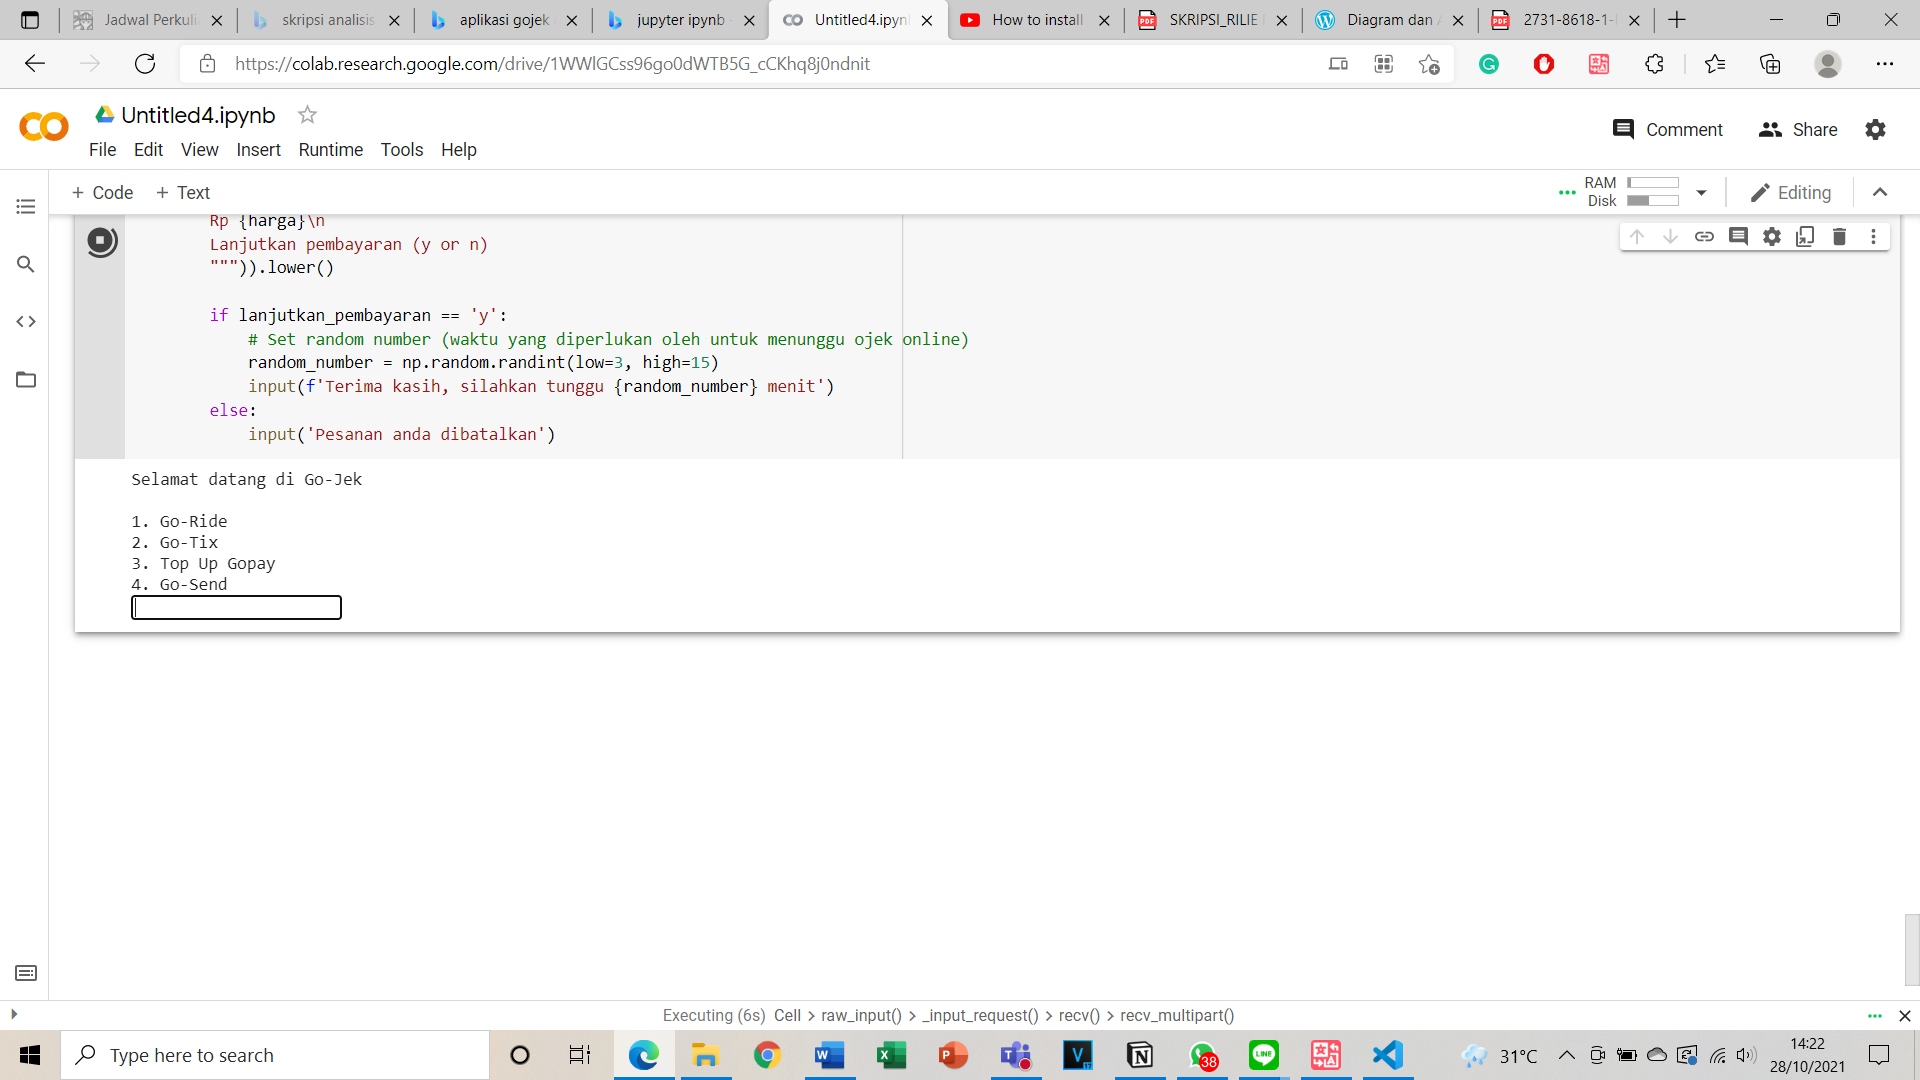 Jadwal Perkuli
skripsi analisis
aplikasi gojek
jupyter ipynb
Untitled4.ipyn
How to install
SKRIPSI_RILIE
Diagram dan
2731-8618-1-
https://colab.research.google.com/drive/1WWlGCss96go0dWTB5G_cCKhq8j0ndnit
Untitled4.ipynb
Comment
Share
File Edit View Insert Runtime Tools Help
+ Code + Text
RAM
Disk
Editing
Rp {harga}\n
Lanjutkan pembayaran (y or n)
""")).lower()
if lanjutkan_pembayaran == 'y':
# Set random number (waktu yang diperlukan oleh untuk menunggu ojek online)
random_number = np.random.randint(low=3, high=15)
input(f'Terima kasih, silahkan tunggu {random_number} menit')
else:
input('Pesanan anda dibatalkan')
Selamat datang di Go-Jek
1. Go-Ride
2. Go-Tix
3. Top Up Gopay
4. Go-Send
Executing (6s) Cell > raw_input() > _input_request() > recv() > recv_multipart()
Type here to search
38
31°C
14:22
28/10/2021